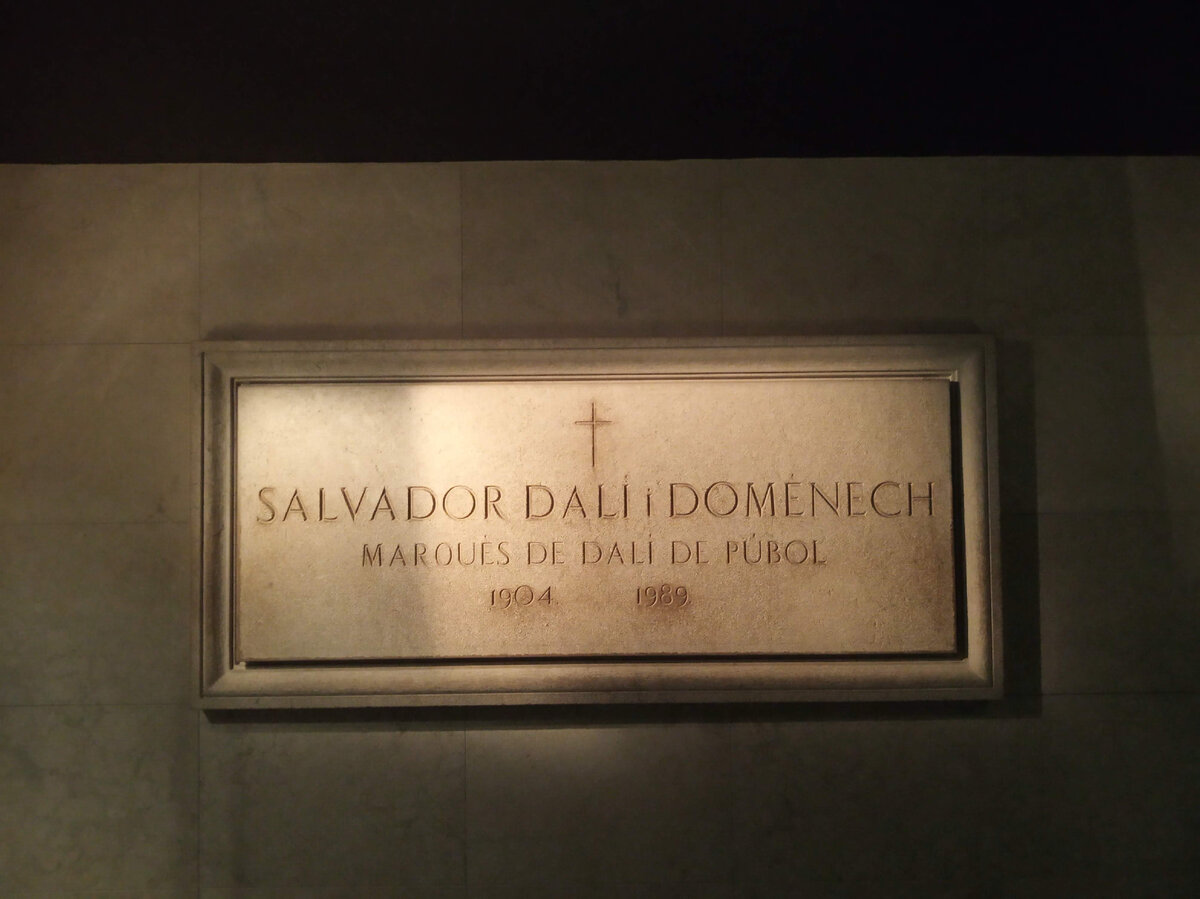 SALVADOR DALÍ i DOMÈNECH
MARQUÈS DE DALÍ DE PÚBOL
1904 1989